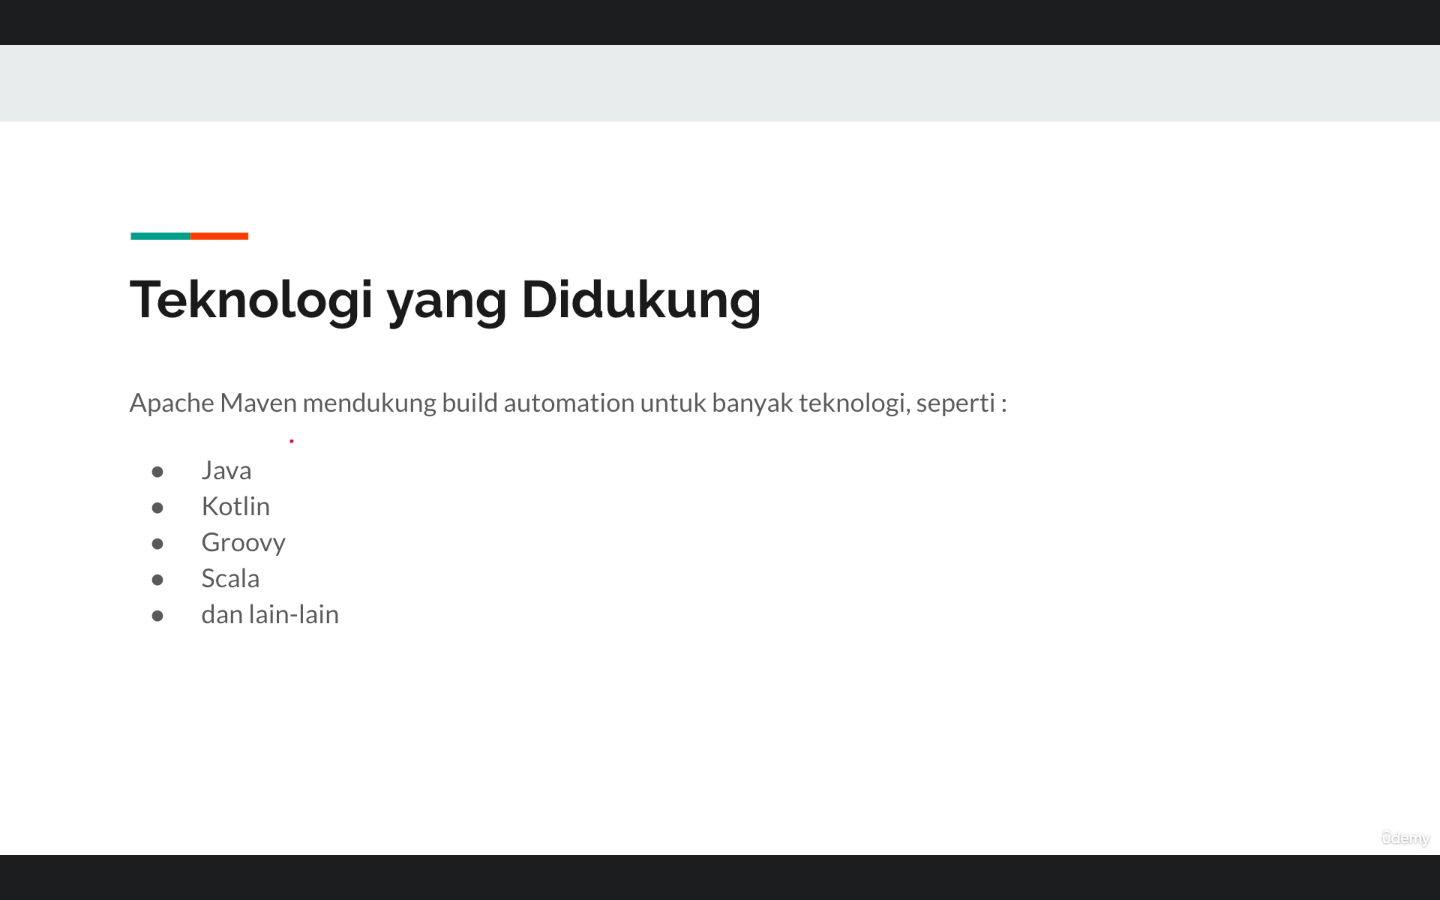 Teknologi yang Didukung
Apache Maven mendukung build automation untuk banyak teknologi, seperti :
● Java
● Kotlin
● Groovy
● Scala
● dan lain-lain
ûdemy